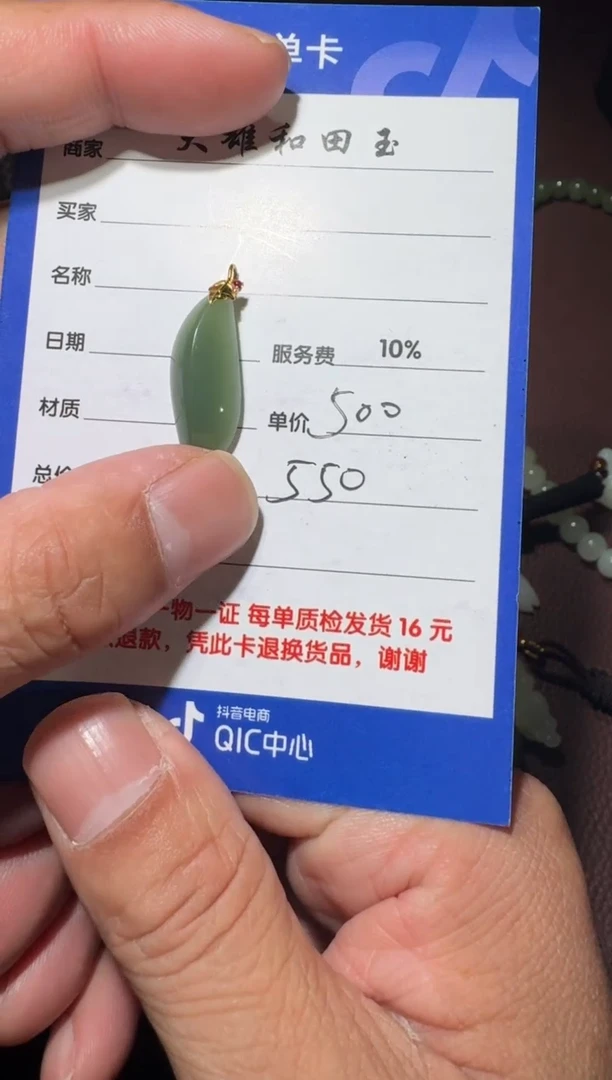 单卡
商家 大雄和田玉
买家
名称
日期 服务费 10%
材质 单价 500
总价 550
一物一证 每单质检发货 16 元
退款，凭此卡退换货品，谢谢
抖音电商
QIC中心